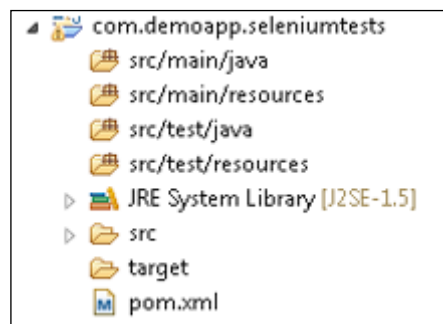 com.demoapp.seleniumtests
src/main/java
src/main/resources
src/test/java
src/test/resources
JRE System Library [J2SE-1.5]
src
target
pom.xml